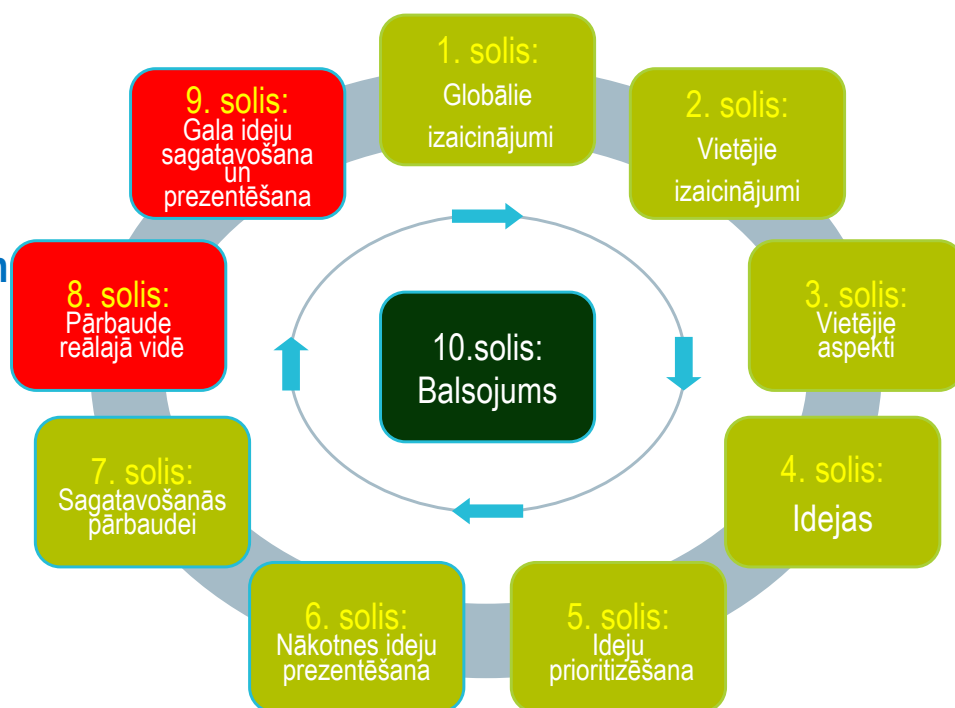 1. solis:
Globālie
izaicinājumi
2. solis:
Vietējie
izaicinājumi
3. solis:
Vietējie
aspekti
4. solis:
Idejas
5. solis:
Ideju
prioritizēšana
6. solis:
Nākotnes ideju
prezentēšana
7. solis:
Sagatavošanās
pārbaudei
8. solis:
Pārbaude
reālajā vidē
9. solis:
Gala ideju
sagatavošana
un
prezentēšana
10.solis:
Balsojums